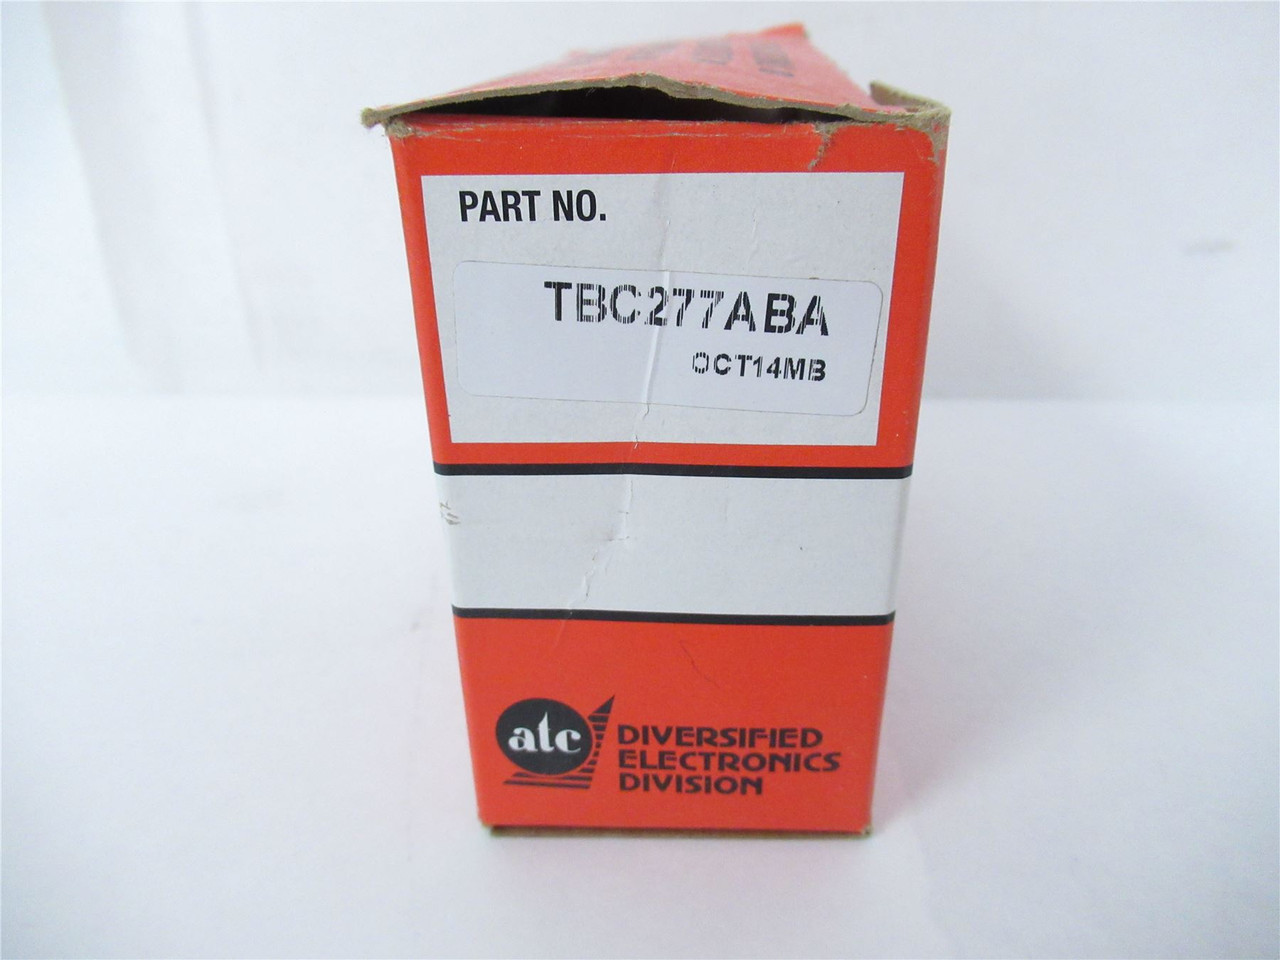 PART NO.
TBC277ABA
OCT14MB
atc
DIVERSIFIED
ELECTRONICS
DIVISION